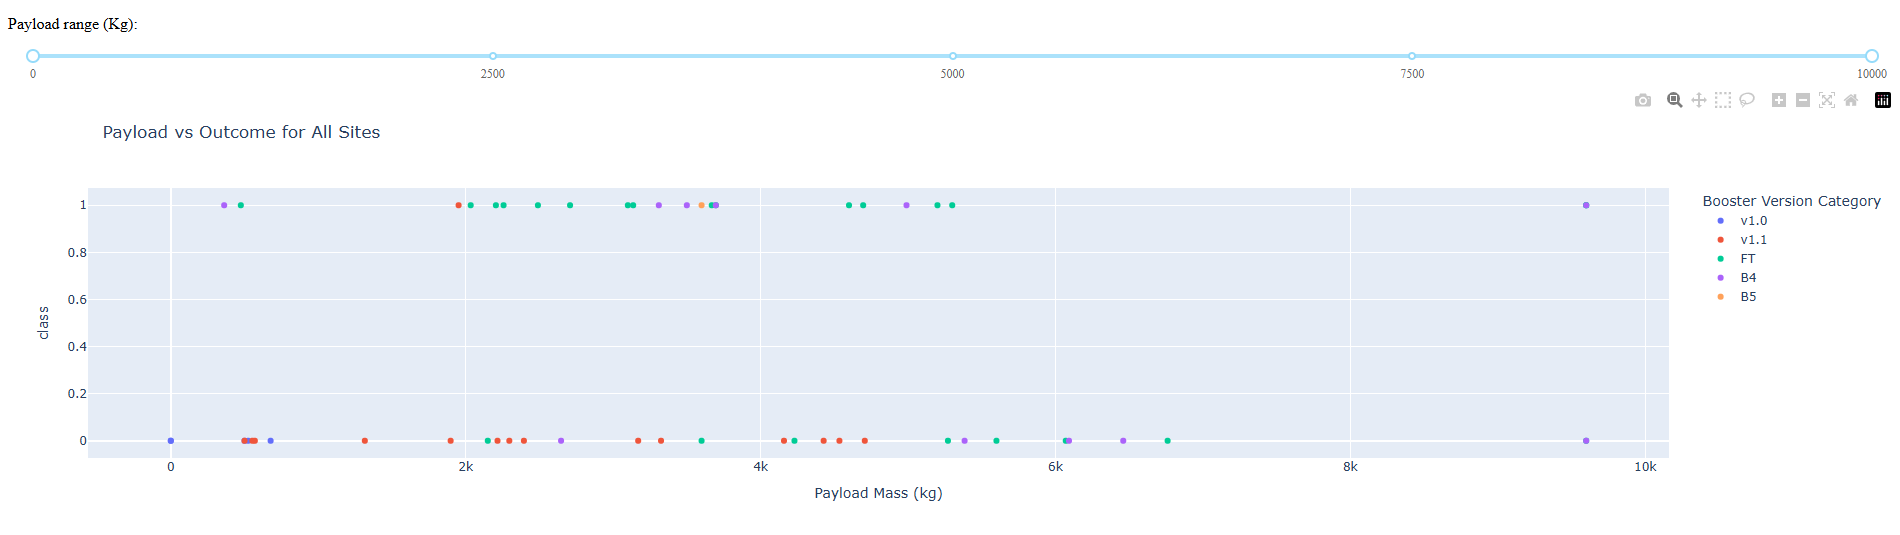 Payload range (Kg):
0 2500 5000 7500 10000
Payload vs Outcome for All Sites
Booster Version Category
v1.0
v1.1
FT
B4
B5
1
0.8
0.6
0.4
0.2
0
class
0 2k 4k 6k 8k 10k
Payload Mass (kg)